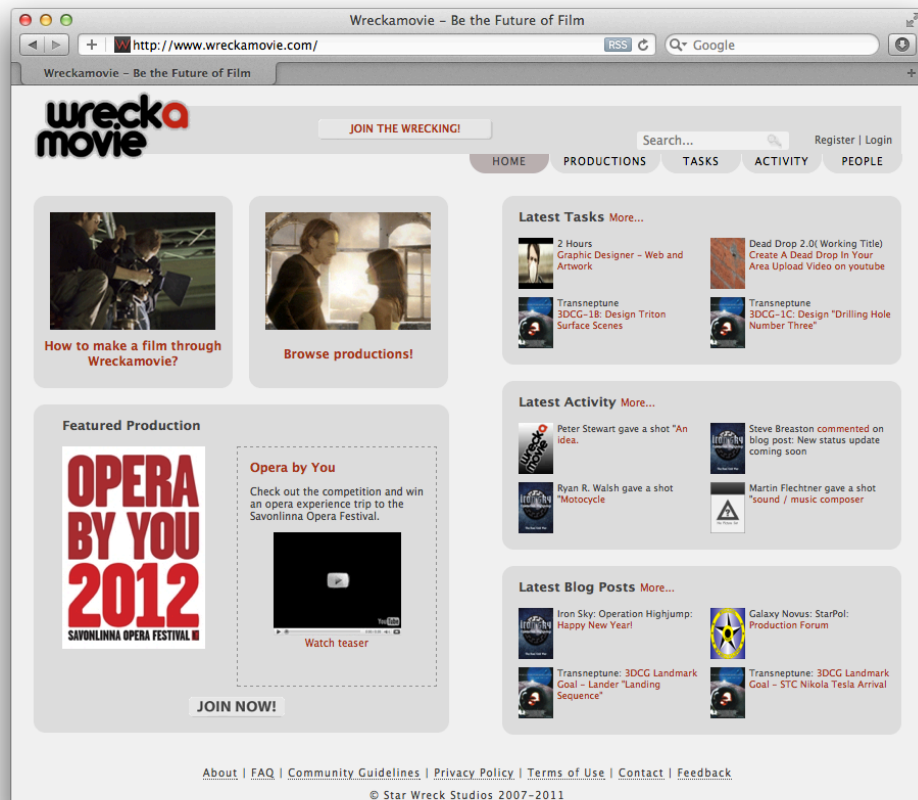 Wreckamovie – Be the Future of Film
http://www.wreckamovie.com/
RSS
Google
Wreckamovie – Be the Future of Film
wrecka
movie
JOIN THE WRECKING!
Search...
Register | Login
HOME
PRODUCTIONS
TASKS
ACTIVITY
PEOPLE
How to make a film through
Wreckamovie?
Browse productions!
Featured Production
OPERA
BY YOU
2012
SAVONLINNA OPERA FESTIVAL
Opera by You
Check out the competition and win
an opera experience trip to the
Savonlinna Opera Festival.
YouTube
Watch teaser
JOIN NOW!
Latest Tasks More...
2 Hours
Graphic Designer – Web and
Artwork
Dead Drop 2.0( Working Title)
Create A Dead Drop In Your
Area Upload Video on youtube
Transneptune
3DCG-1B: Design Triton
Surface Scenes
Transneptune
3DCG-1C: Design "Drilling Hole
Number Three"
Latest Activity More...
Peter Stewart gave a shot "An
idea.
Steve Breaston commented on
blog post: New status update
coming soon
Ryan R. Walsh gave a shot
"Motocycle
Martin Flechtner gave a shot
"sound / music composer
Latest Blog Posts More...
Iron Sky: Operation Highjump:
Happy New Year!
Galaxy Novus: StarPol:
Production Forum
Transneptune: 3DCG Landmark
Goal – Lander "Landing
Sequence"
Transneptune: 3DCG Landmark
Goal – STC Nikola Tesla Arrival
About | FAQ | Community Guidelines | Privacy Policy | Terms of Use | Contact | Feedback
© Star Wreck Studios 2007-2011